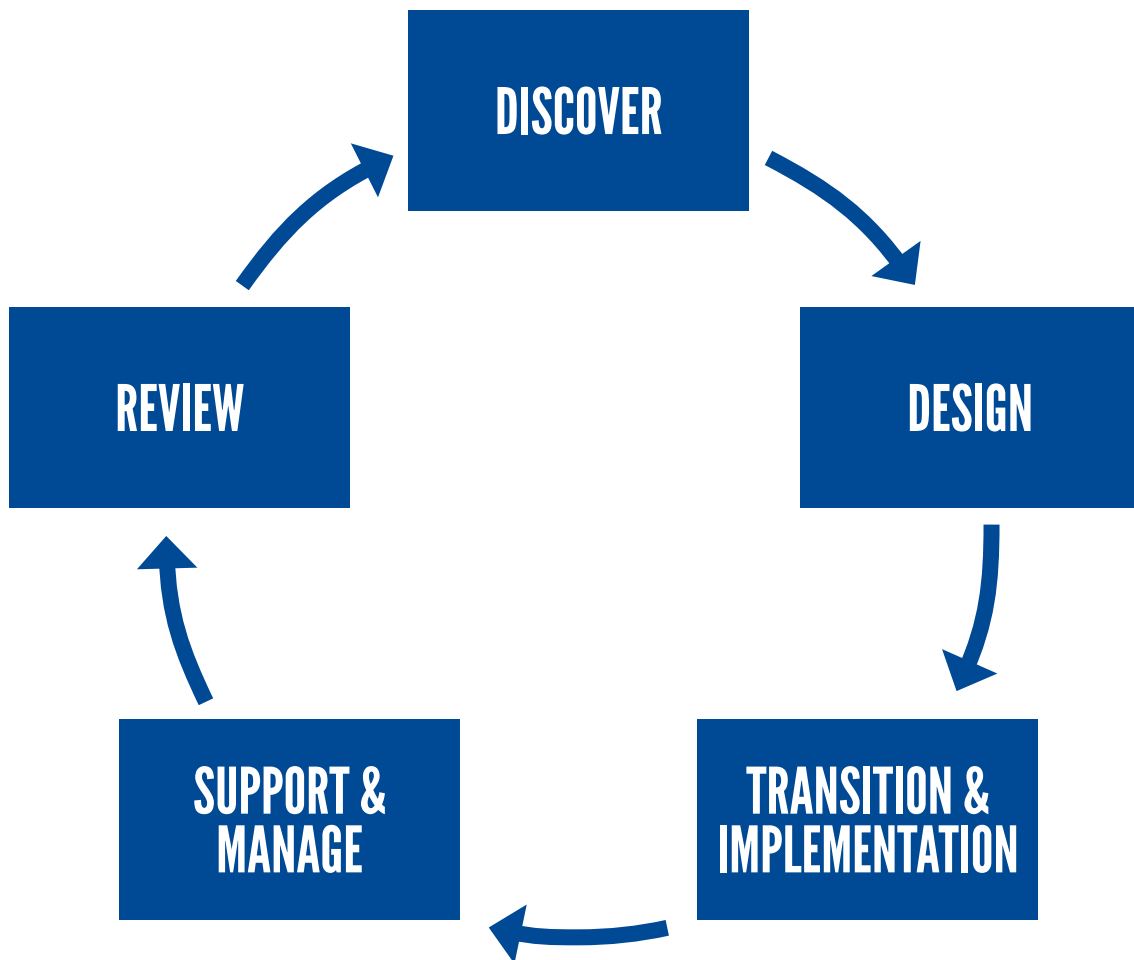 DISCOVER
DESIGN
TRANSITION &
IMPLEMENTATION
SUPPORT &
MANAGE
REVIEW